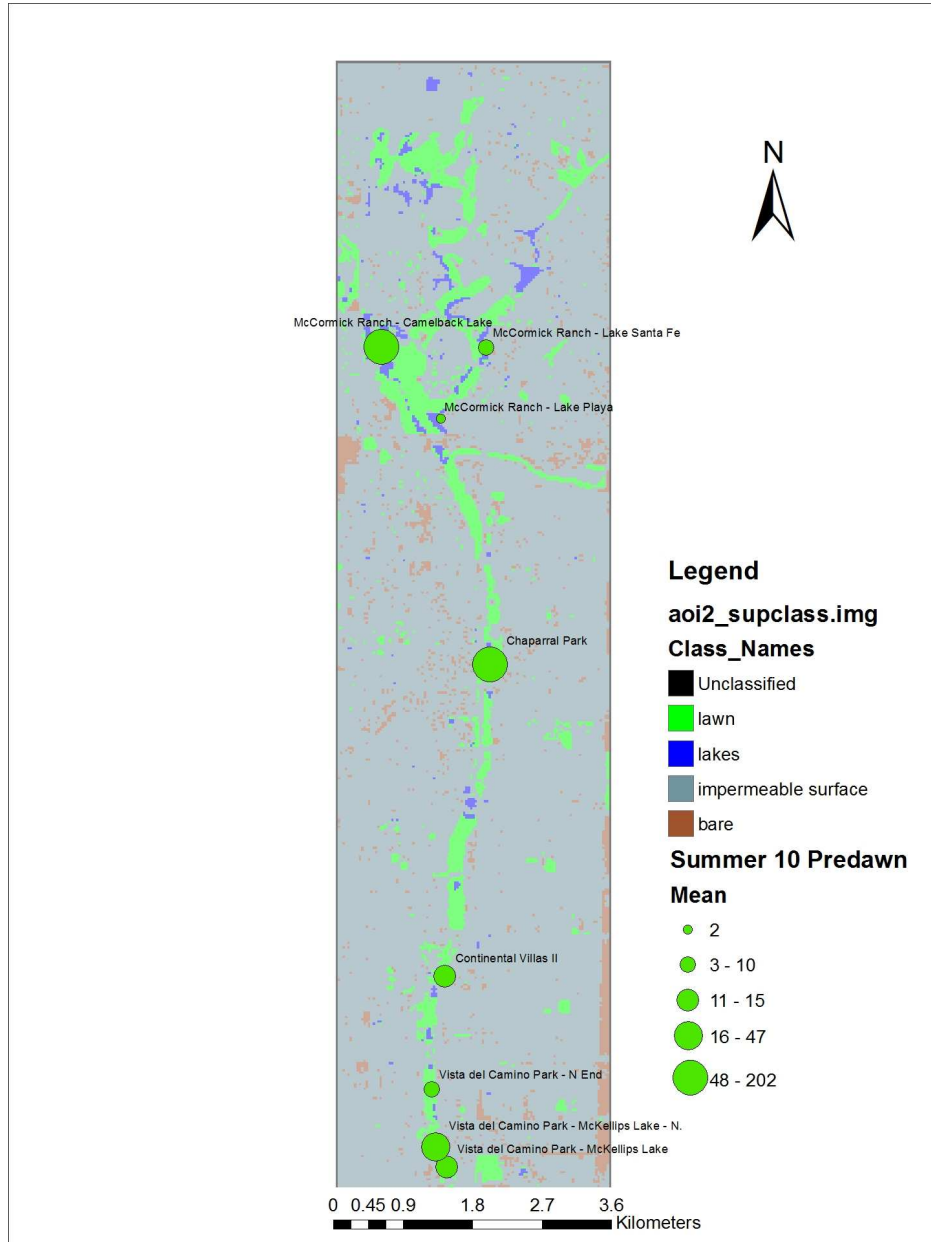 N
McCormick Ranch - Camelback Lake
McCormick Ranch - Lake Santa Fe
McCormick Ranch - Lake Playa
Chaparral Park
Continental Villas II
Vista del Camino Park - N End
Vista del Camino Park - McKellips Lake - N.
Vista del Camino Park - McKellips Lake
Legend
aoi2_supclass.img
Class_Names
Unclassified
lawn
lakes
impermeable surface
bare
Summer 10 Predawn
Mean
2
3 - 10
11 - 15
16 - 47
48 - 202
0 0.45 0.9 1.8 2.7 3.6
Kilometers